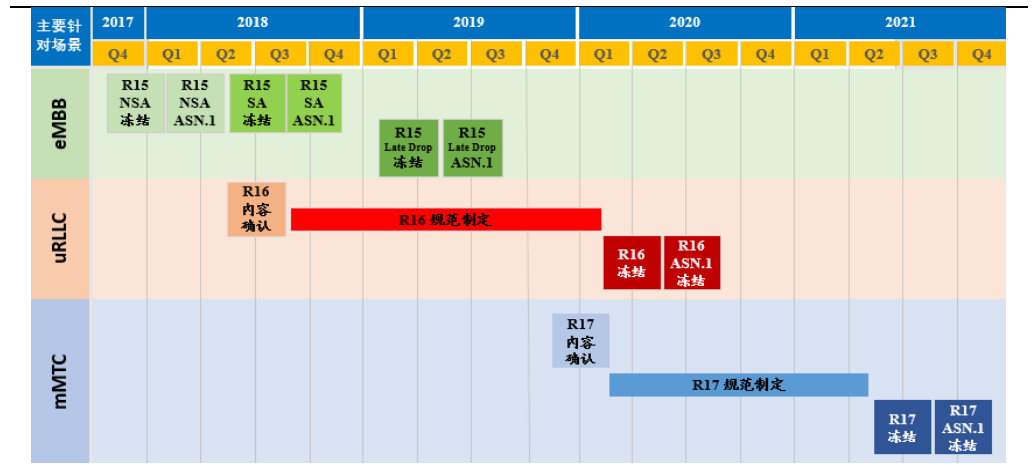 主要针
对场景
2017
2018
2019
2020
2021
Q4
Q1
Q2
Q3
Q4
Q1
Q2
Q3
Q4
Q1
Q2
Q3
Q4
Q1
Q2
Q3
Q4
eMBB
R15
NSA
冻结
R15
NSA
ASN.1
R15
SA
冻结
R15
SA
ASN.1
R15
Late Drop
冻结
R15
Late Drop
ASN.1
uRLLC
R16
内容
确认
R16 规范制定
R16
冻结
R16
ASN.1
冻结
mMTC
R17
内容
确认
R17 规范制定
R17
冻结
R17
ASN.1
冻结